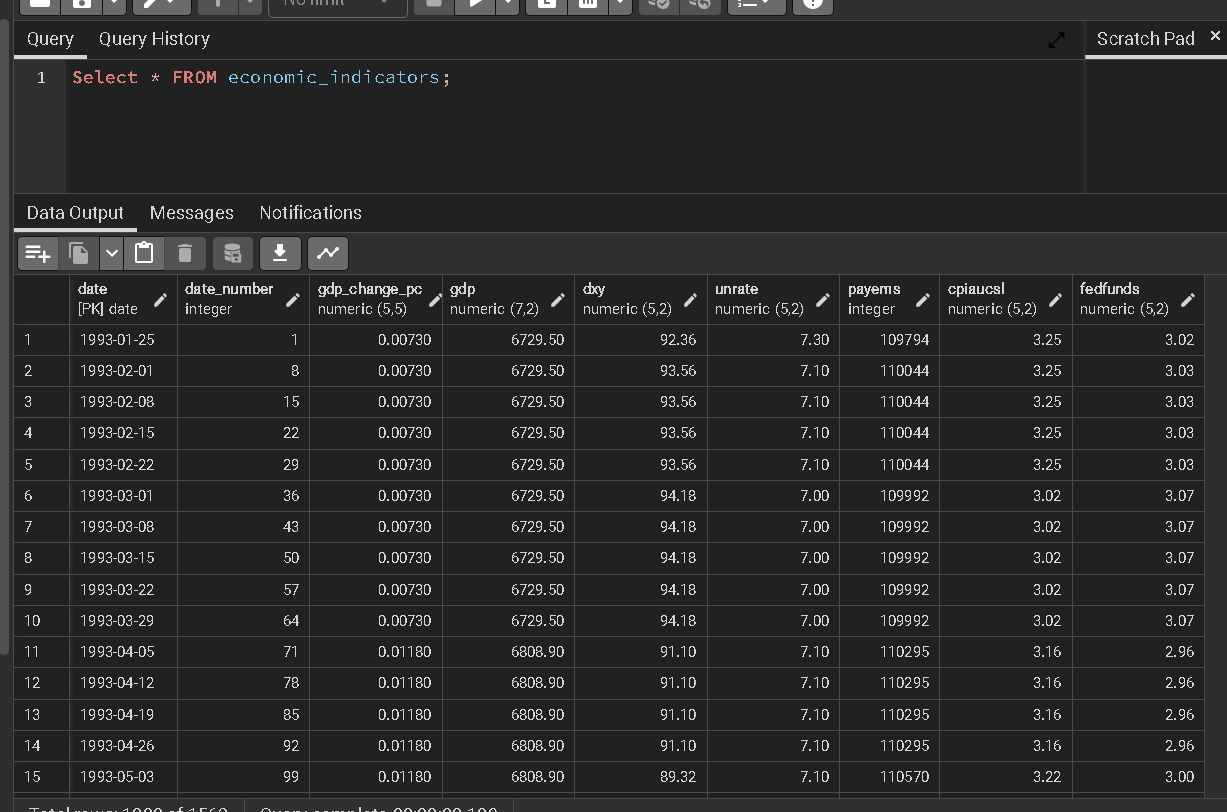 No limit
Query Query History Scratch Pad ×
1 Select * FROM economic_indicators;
Data Output Messages Notifications
date date_number gdp_change_pc gdp dxy unrate payems cpiaucsl fedfunds
[PK] date integer numeric (5,5) numeric (7,2) numeric (5,2) numeric (5,2) integer numeric (5,2) numeric (5,2)
1 1993-01-25 1 0.00730 6729.50 92.36 7.30 109794 3.25 3.02
2 1993-02-01 8 0.00730 6729.50 93.56 7.10 110044 3.25 3.03
3 1993-02-08 15 0.00730 6729.50 93.56 7.10 110044 3.25 3.03
4 1993-02-15 22 0.00730 6729.50 93.56 7.10 110044 3.25 3.03
5 1993-02-22 29 0.00730 6729.50 93.56 7.10 110044 3.25 3.03
6 1993-03-01 36 0.00730 6729.50 94.18 7.00 109992 3.02 3.07
7 1993-03-08 43 0.00730 6729.50 94.18 7.00 109992 3.02 3.07
8 1993-03-15 50 0.00730 6729.50 94.18 7.00 109992 3.02 3.07
9 1993-03-22 57 0.00730 6729.50 94.18 7.00 109992 3.02 3.07
10 1993-03-29 64 0.00730 6729.50 94.18 7.00 109992 3.02 3.07
11 1993-04-05 71 0.01180 6808.90 91.10 7.10 110295 3.16 2.96
12 1993-04-12 78 0.01180 6808.90 91.10 7.10 110295 3.16 2.96
13 1993-04-19 85 0.01180 6808.90 91.10 7.10 110295 3.16 2.96
14 1993-04-26 92 0.01180 6808.90 91.10 7.10 110295 3.16 2.96
15 1993-05-03 99 0.01180 6808.90 89.32 7.10 110570 3.22 3.00
Total rows: of Query complete